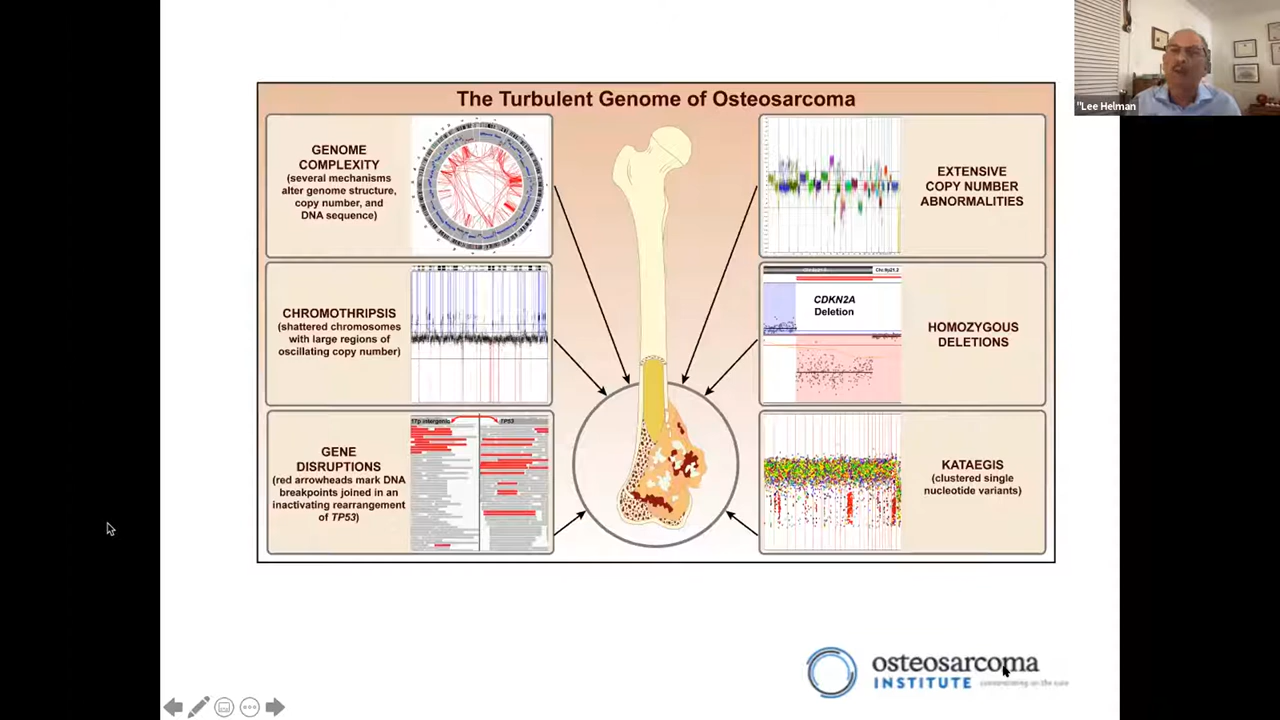 "Lee Helman
The Turbulent Genome of Osteosarcoma
GENOME
COMPLEXITY
(several mechanisms
alter genome structure,
copy number, and
DNA sequence)
CHROMOTHRIPSIS
(shattered chromosomes
with large regions of
oscillating copy number)
17p intergenic
TP53
GENE
DISRUPTIONS
(red arrowheads mark DNA
breakpoints joined in an
inactivating rearrangement
of TP53)
EXTENSIVE
COPY NUMBER
ABNORMALITIES
CDKN2A
Deletion
HOMOZYGOUS
DELETIONS
KATAEGIS
(clustered single
nucleotide variants)
osteosarcoma
INSTITUTE